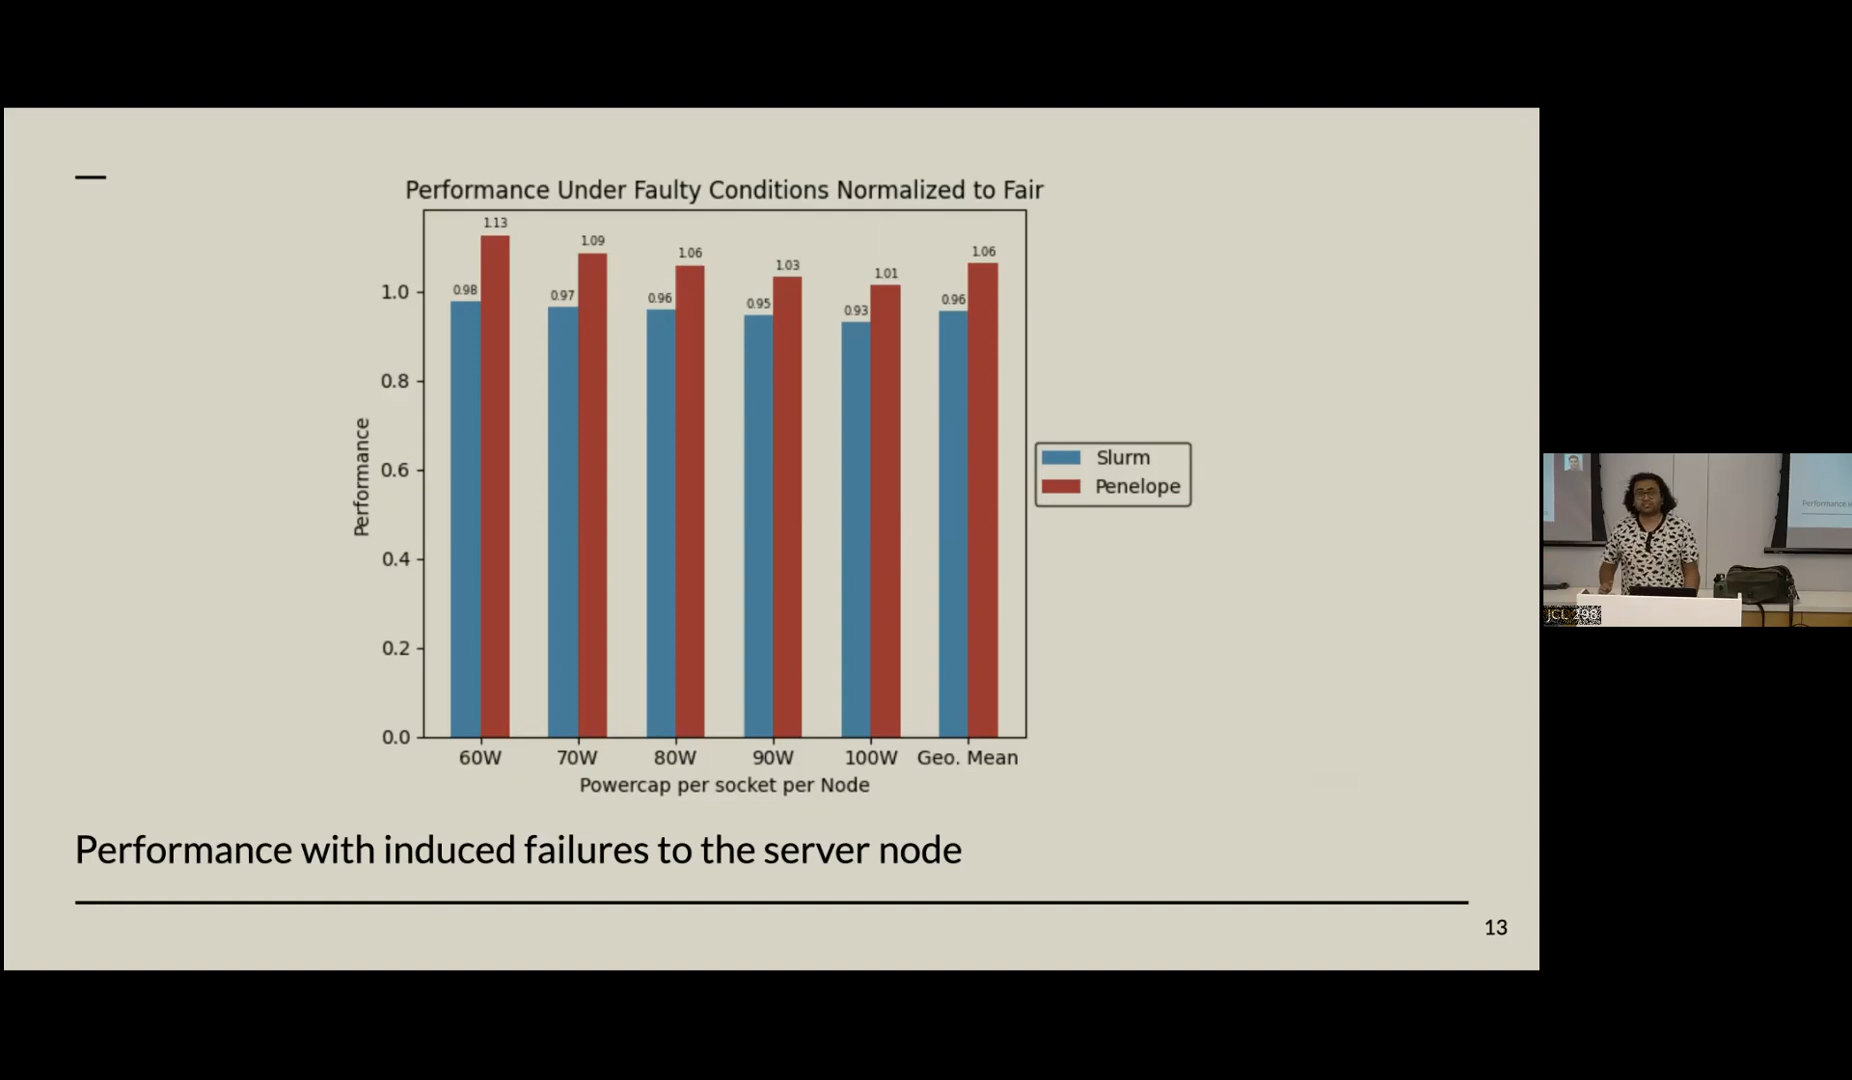 Performance Under Faulty Conditions Normalized to Fair
1.13
1.09
1.06
1.03
1.01
1.06
0.98
0.97
0.96
0.95
0.93
0.96
1.0
0.8
0.6
0.4
0.2
0.0
Performance
Slurm
Penelope
60W 70W 80W 90W 100W Geo. Mean
Powercap per socket per Node
Performance with induced failures to the server node
13
JCL 298
Performance